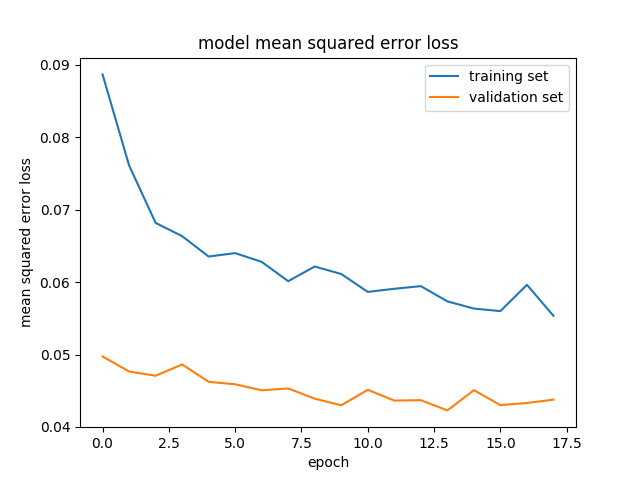 model mean squared error loss
training set
validation set
0.09
0.08
0.07
0.06
0.05
0.04
mean squared error loss
0.0 2.5 5.0 7.5 10.0 12.5 15.0 17.5
epoch